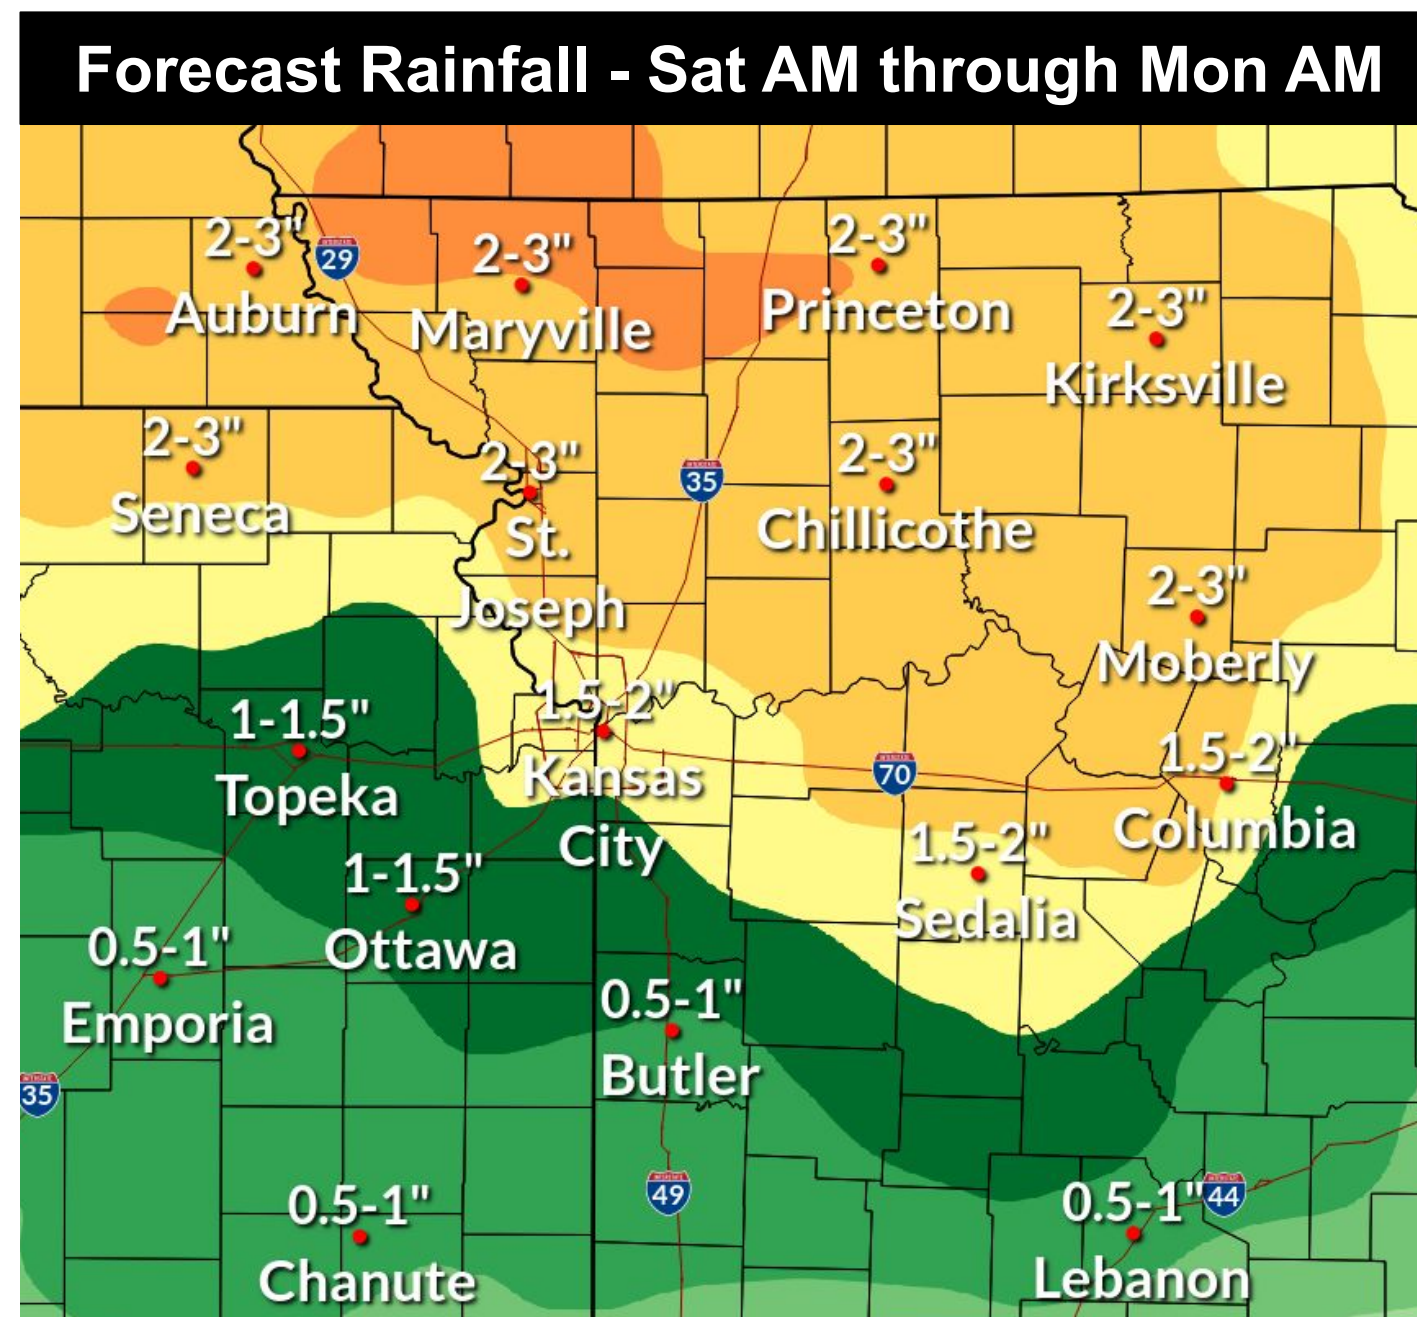 Forecast Rainfall - Sat AM through Mon AM
2-3"
Auburn
29
2-3"
Maryville
2-3"
Princeton
2-3"
Kirksville
2-3"
Seneca
2-3"
St.
Joseph
35
2-3"
Chillicothe
2-3"
Moberly
1-1.5"
Topeka
1.5-2"
Kansas
City
70
1.5-2"
Columbia
1-1.5"
Ottawa
1.5-2"
Sedalia
0.5-1"
Emporia
0.5-1"
Butler
35
49
0.5-1"
Chanute
0.5-1"
Lebanon
44